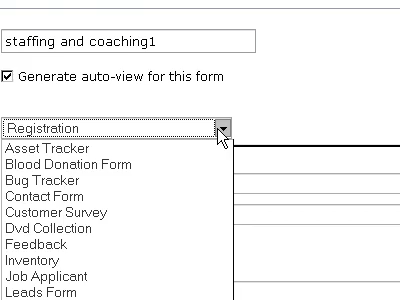 staffing and coaching1
Generate auto-view for this form
Registration
Asset Tracker
Blood Donation Form
Bug Tracker
Contact Form
Customer Survey
Dvd Collection
Feedback
Inventory
Job Applicant
Leads Form